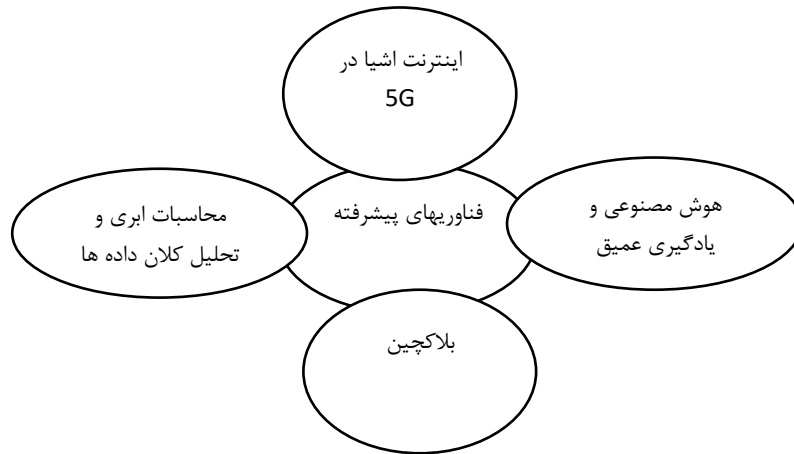 اینترنت اشیا در
5G
فناوریهای پیشرفته
هوش مصنوعی و
یادگیری عمیق
محاسبات ابری و
تحلیل کلان داده ها
بلاکچین